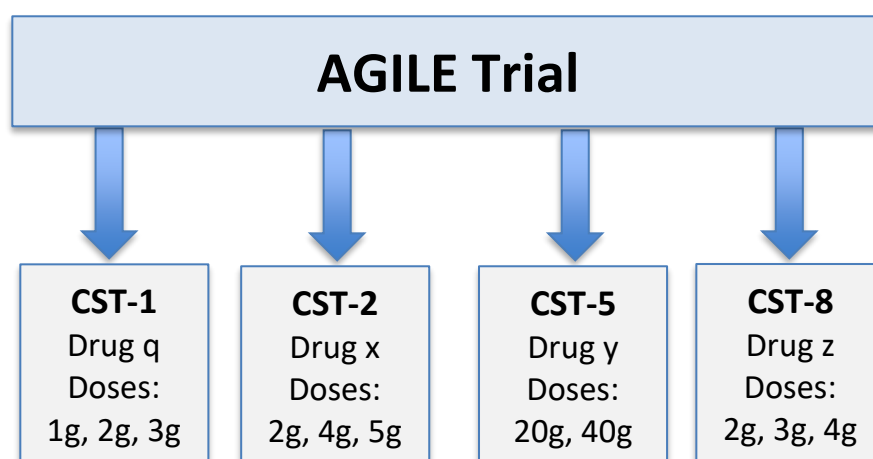 AGILE Trial
CST-1
Drug q
Doses:
1g, 2g, 3g
CST-2
Drug x
Doses:
2g, 4g, 5g
CST-5
Drug y
Doses:
20g, 40g
CST-8
Drug z
Doses:
2g, 3g, 4g